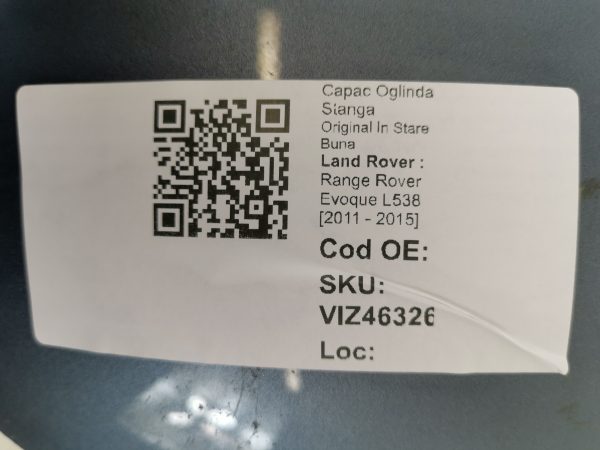 Capac Oglinda
Stanga
Original In Stare
Buna
Land Rover :
Range Rover
Evoque L538
[2011 - 2015]
Cod OE:
SKU:
VIZ46326
Loc: